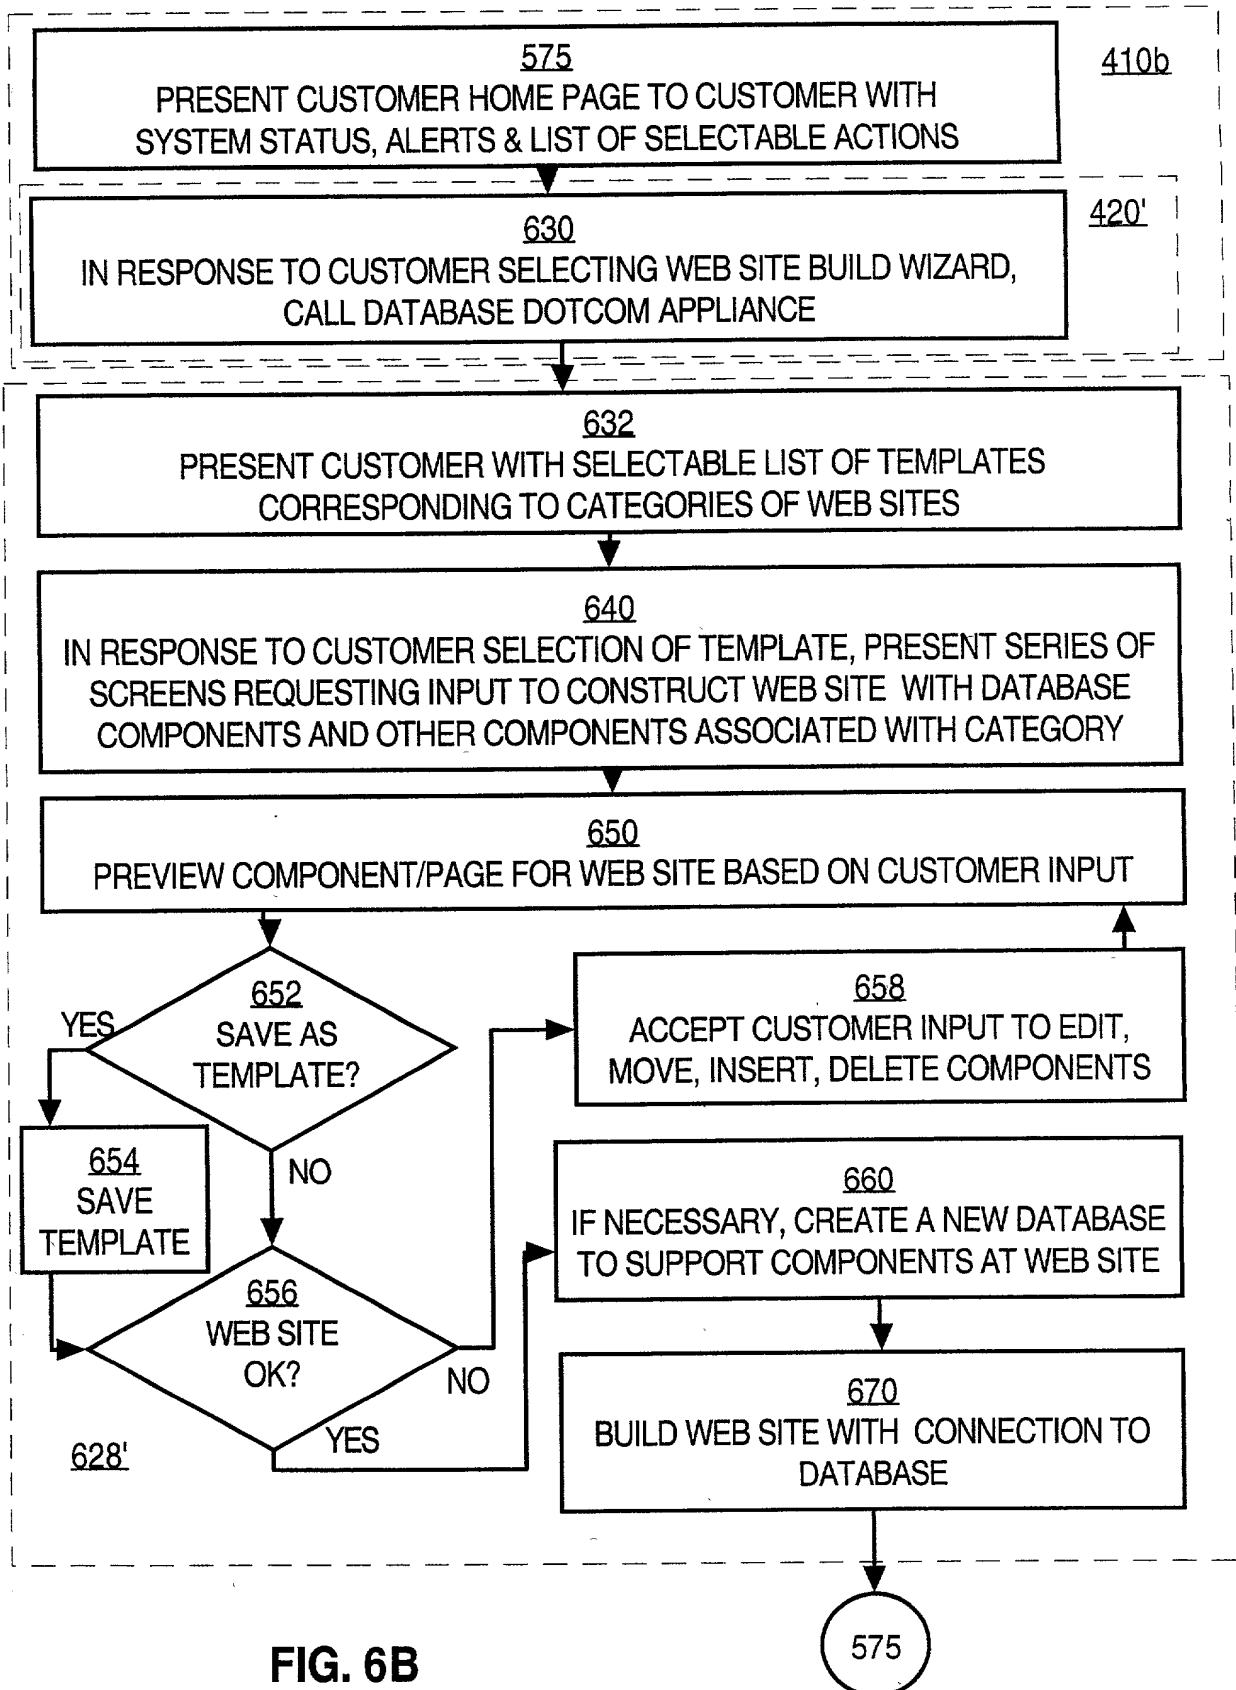 575
410b
PRESENT CUSTOMER HOME PAGE TO CUSTOMER WITH
SYSTEM STATUS, ALERTS & LIST OF SELECTABLE ACTIONS
630
420'
IN RESPONSE TO CUSTOMER SELECTING WEB SITE BUILD WIZARD,
CALL DATABASE DOTCOM APPLIANCE
632
PRESENT CUSTOMER WITH SELECTABLE LIST OF TEMPLATES
CORRESPONDING TO CATEGORIES OF WEB SITES
640
IN RESPONSE TO CUSTOMER SELECTION OF TEMPLATE, PRESENT SERIES OF
SCREENS REQUESTING INPUT TO CONSTRUCT WEB SITE WITH DATABASE
COMPONENTS AND OTHER COMPONENTS ASSOCIATED WITH CATEGORY
650
PREVIEW COMPONENT/PAGE FOR WEB SITE BASED ON CUSTOMER INPUT
652
SAVE AS
TEMPLATE?
YES
NO
654
SAVE
TEMPLATE
656
WEB SITE
OK?
NO
YES
658
ACCEPT CUSTOMER INPUT TO EDIT,
MOVE, INSERT, DELETE COMPONENTS
660
IF NECESSARY, CREATE A NEW DATABASE
TO SUPPORT COMPONENTS AT WEB SITE
670
BUILD WEB SITE WITH CONNECTION TO
DATABASE
628'
575
FIG. 6B